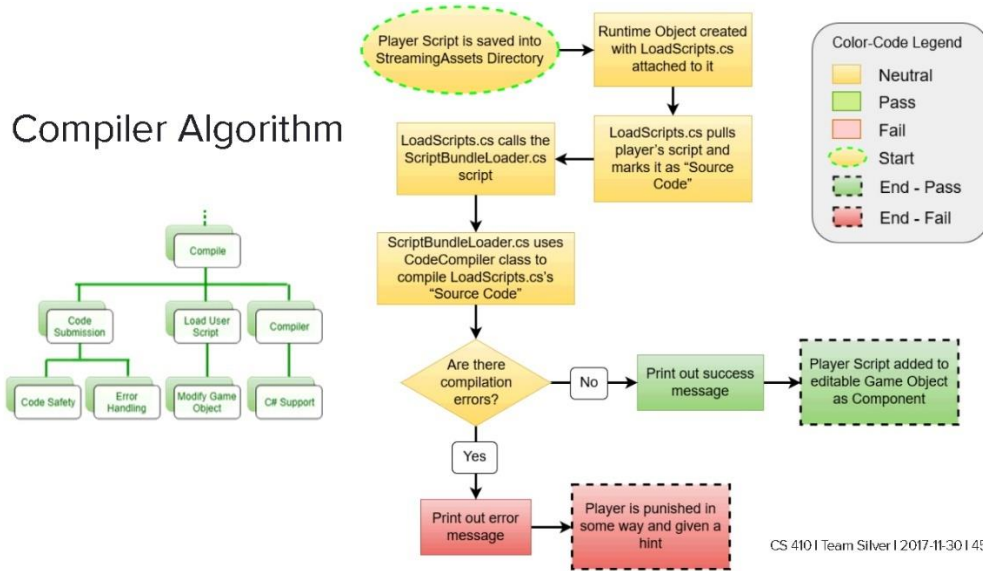 Compiler Algorithm
Player Script is saved into
StreamingAssets Directory
Runtime Object created
with LoadScripts.cs
attached to it
LoadScripts.cs pulls
player's script and
marks it as "Source
Code"
LoadScripts.cs calls the
ScriptBundleLoader.cs
script
ScriptBundleLoader.cs uses
CodeCompiler class to
compile LoadScripts.cs's
"Source Code"
Are there
compilation
errors?
No
Print out success
message
Player Script added to
editable Game Object
as Component
Yes
Print out error
message
Player is punished in
some way and given a
hint
Color-Code Legend
Neutral
Pass
Fail
Start
End - Pass
End - Fail
Compile
Code
Submission
Load User
Script
Compiler
Code Safety
Error
Handling
Modify Game
Object
C# Support
CS 410 I Team Silver I 2017-11-30 I 45